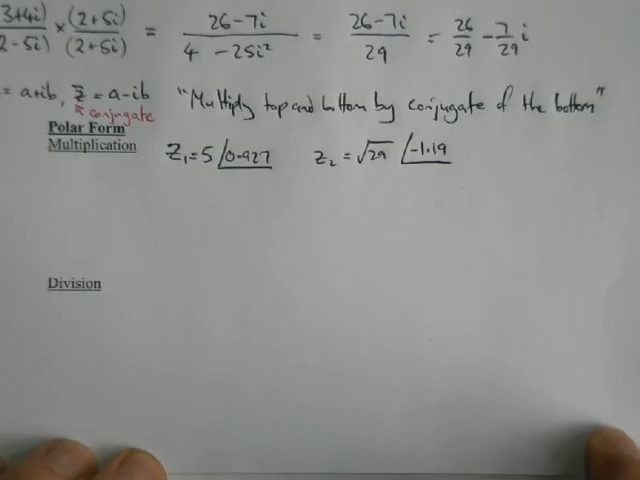 3+4i)/2-5i) × (2+5i)/(2+5i) = 26-7i/4 -25i² = 26-7i/29 = 26/29 - 7/29 i
= a+ib, z̄ = a-ib "Multiply top and bottom by conjugate of the bottom"
conjugate
Polar Form
Multiplication Z₁ = 5 ∠0.927 Z₂ = √29 ∠-1.19
Division